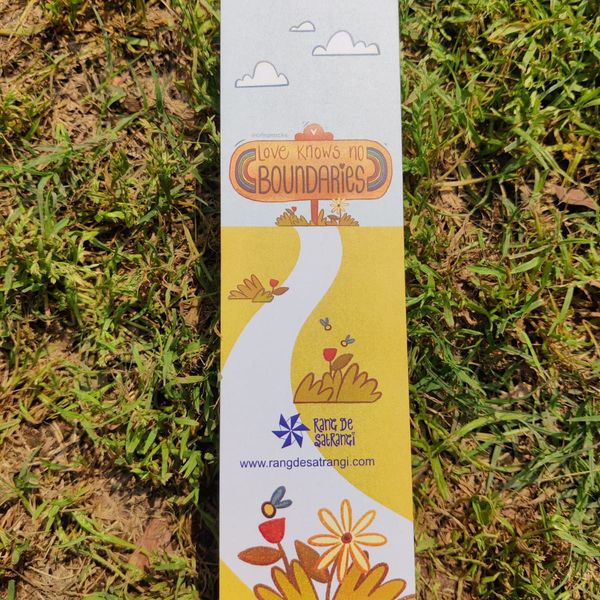 LOVE KNOWS NO
BOUNDARIES
RANG DE
SATRANGI
www.rangdesatrangi.com